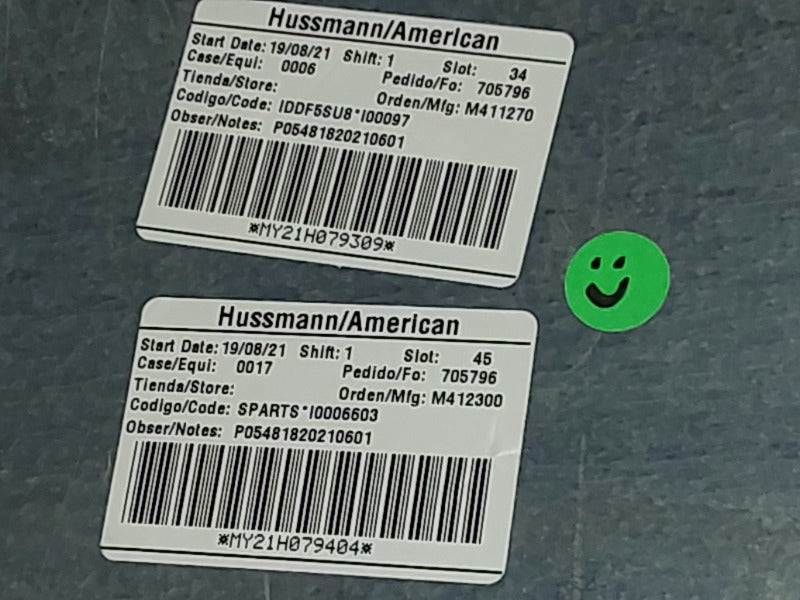 Hussmann/American
Start Date: 19/08/21 Shift: 1 Slot: 34
Case/Equi: 0006 Pedido/Fo: 705796
Tienda/Store: Orden/Mfg: M411270
Codigo/Code: IDDF5SU8*I00097
Obser/Notes: P05481820210601
*MY21H079309*
Hussmann/American
Start Date: 19/08/21 Shift: 1 Slot: 45
Case/Equi: 0017 Pedido/Fo: 705796
Tienda/Store: Orden/Mfg: M412300
Codigo/Code: SPARTS*I0006603
Obser/Notes: P05481820210601
*MY21H079404*